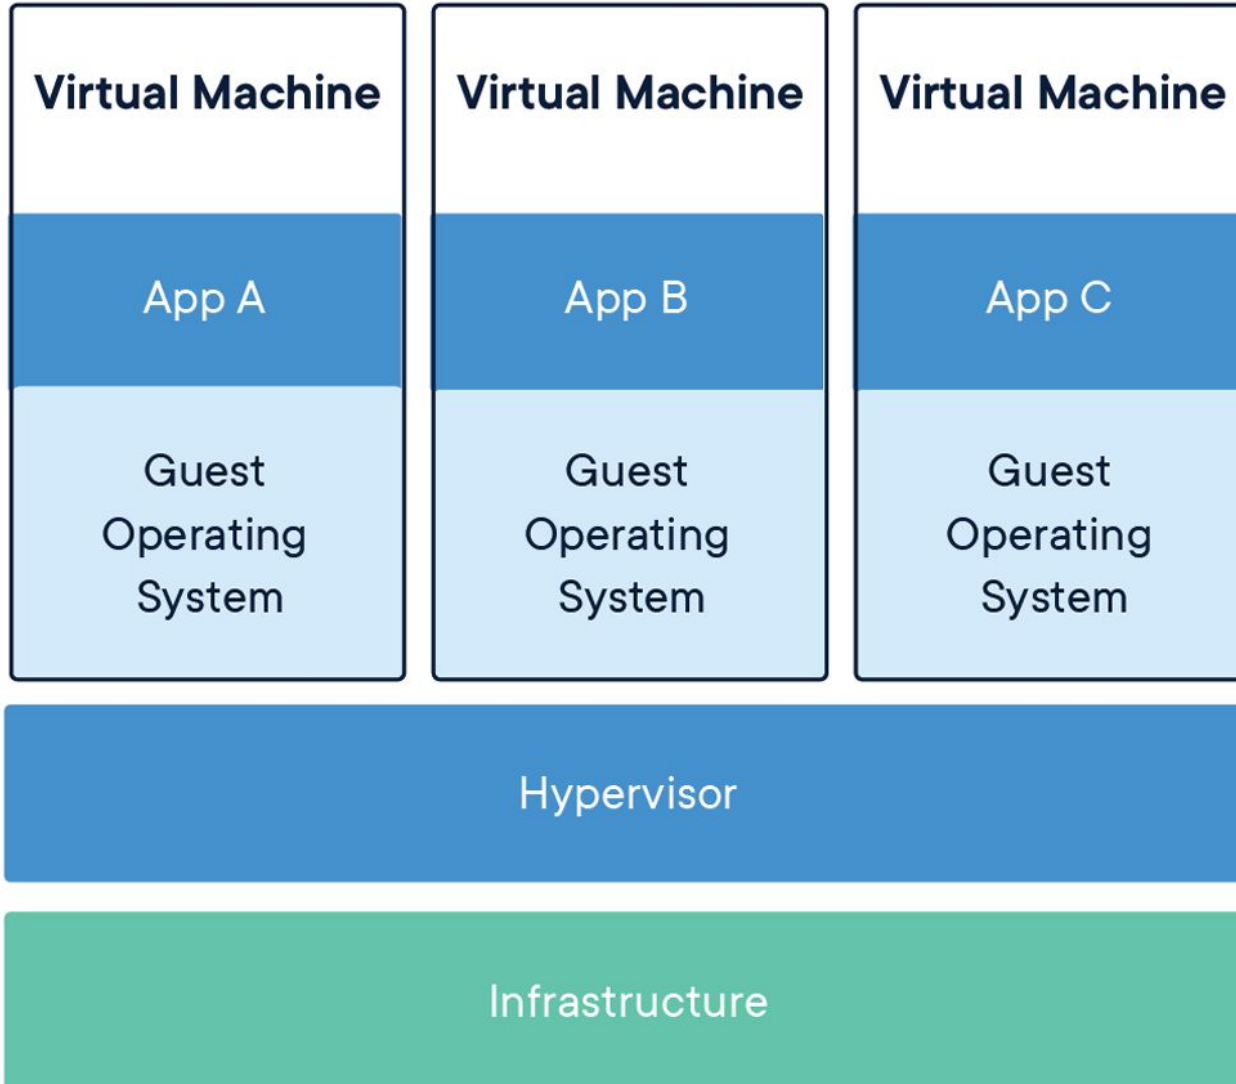 Virtual Machine
Virtual Machine
Virtual Machine
App A
App B
App C
Guest
Operating
System
Guest
Operating
System
Guest
Operating
System
Hypervisor
Infrastructure